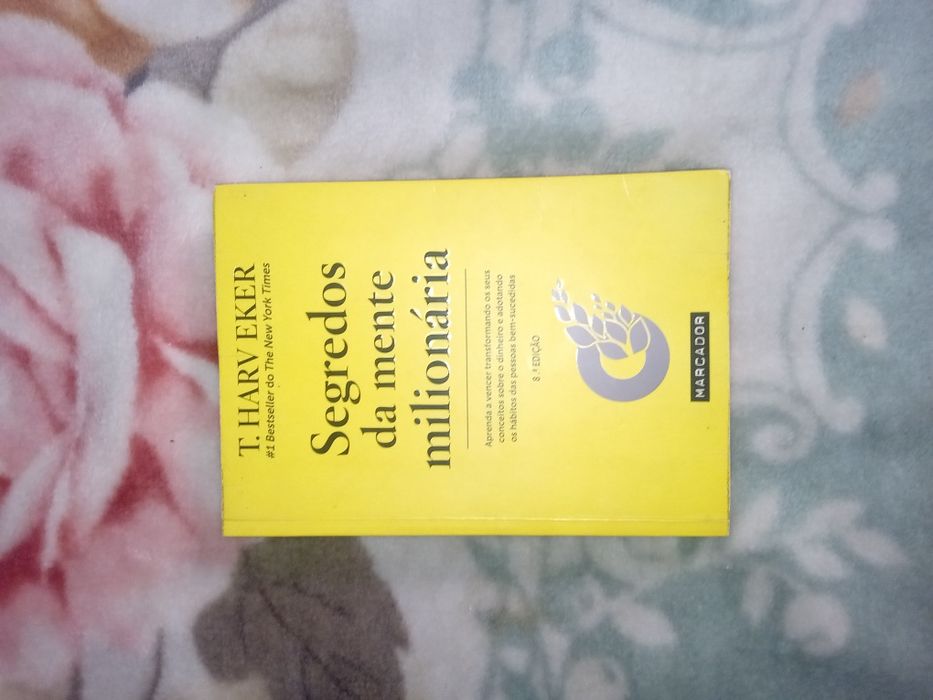 T. HARV EKER
#1 Bestseller do The New York Times
Segredos
da mente
milionária
Aprenda a vencer transformando os seus
conceitos sobre o dinheiro e adotando
os hábitos das pessoas bem-sucedidas
8.ª EDIÇÃO
MARCADOR